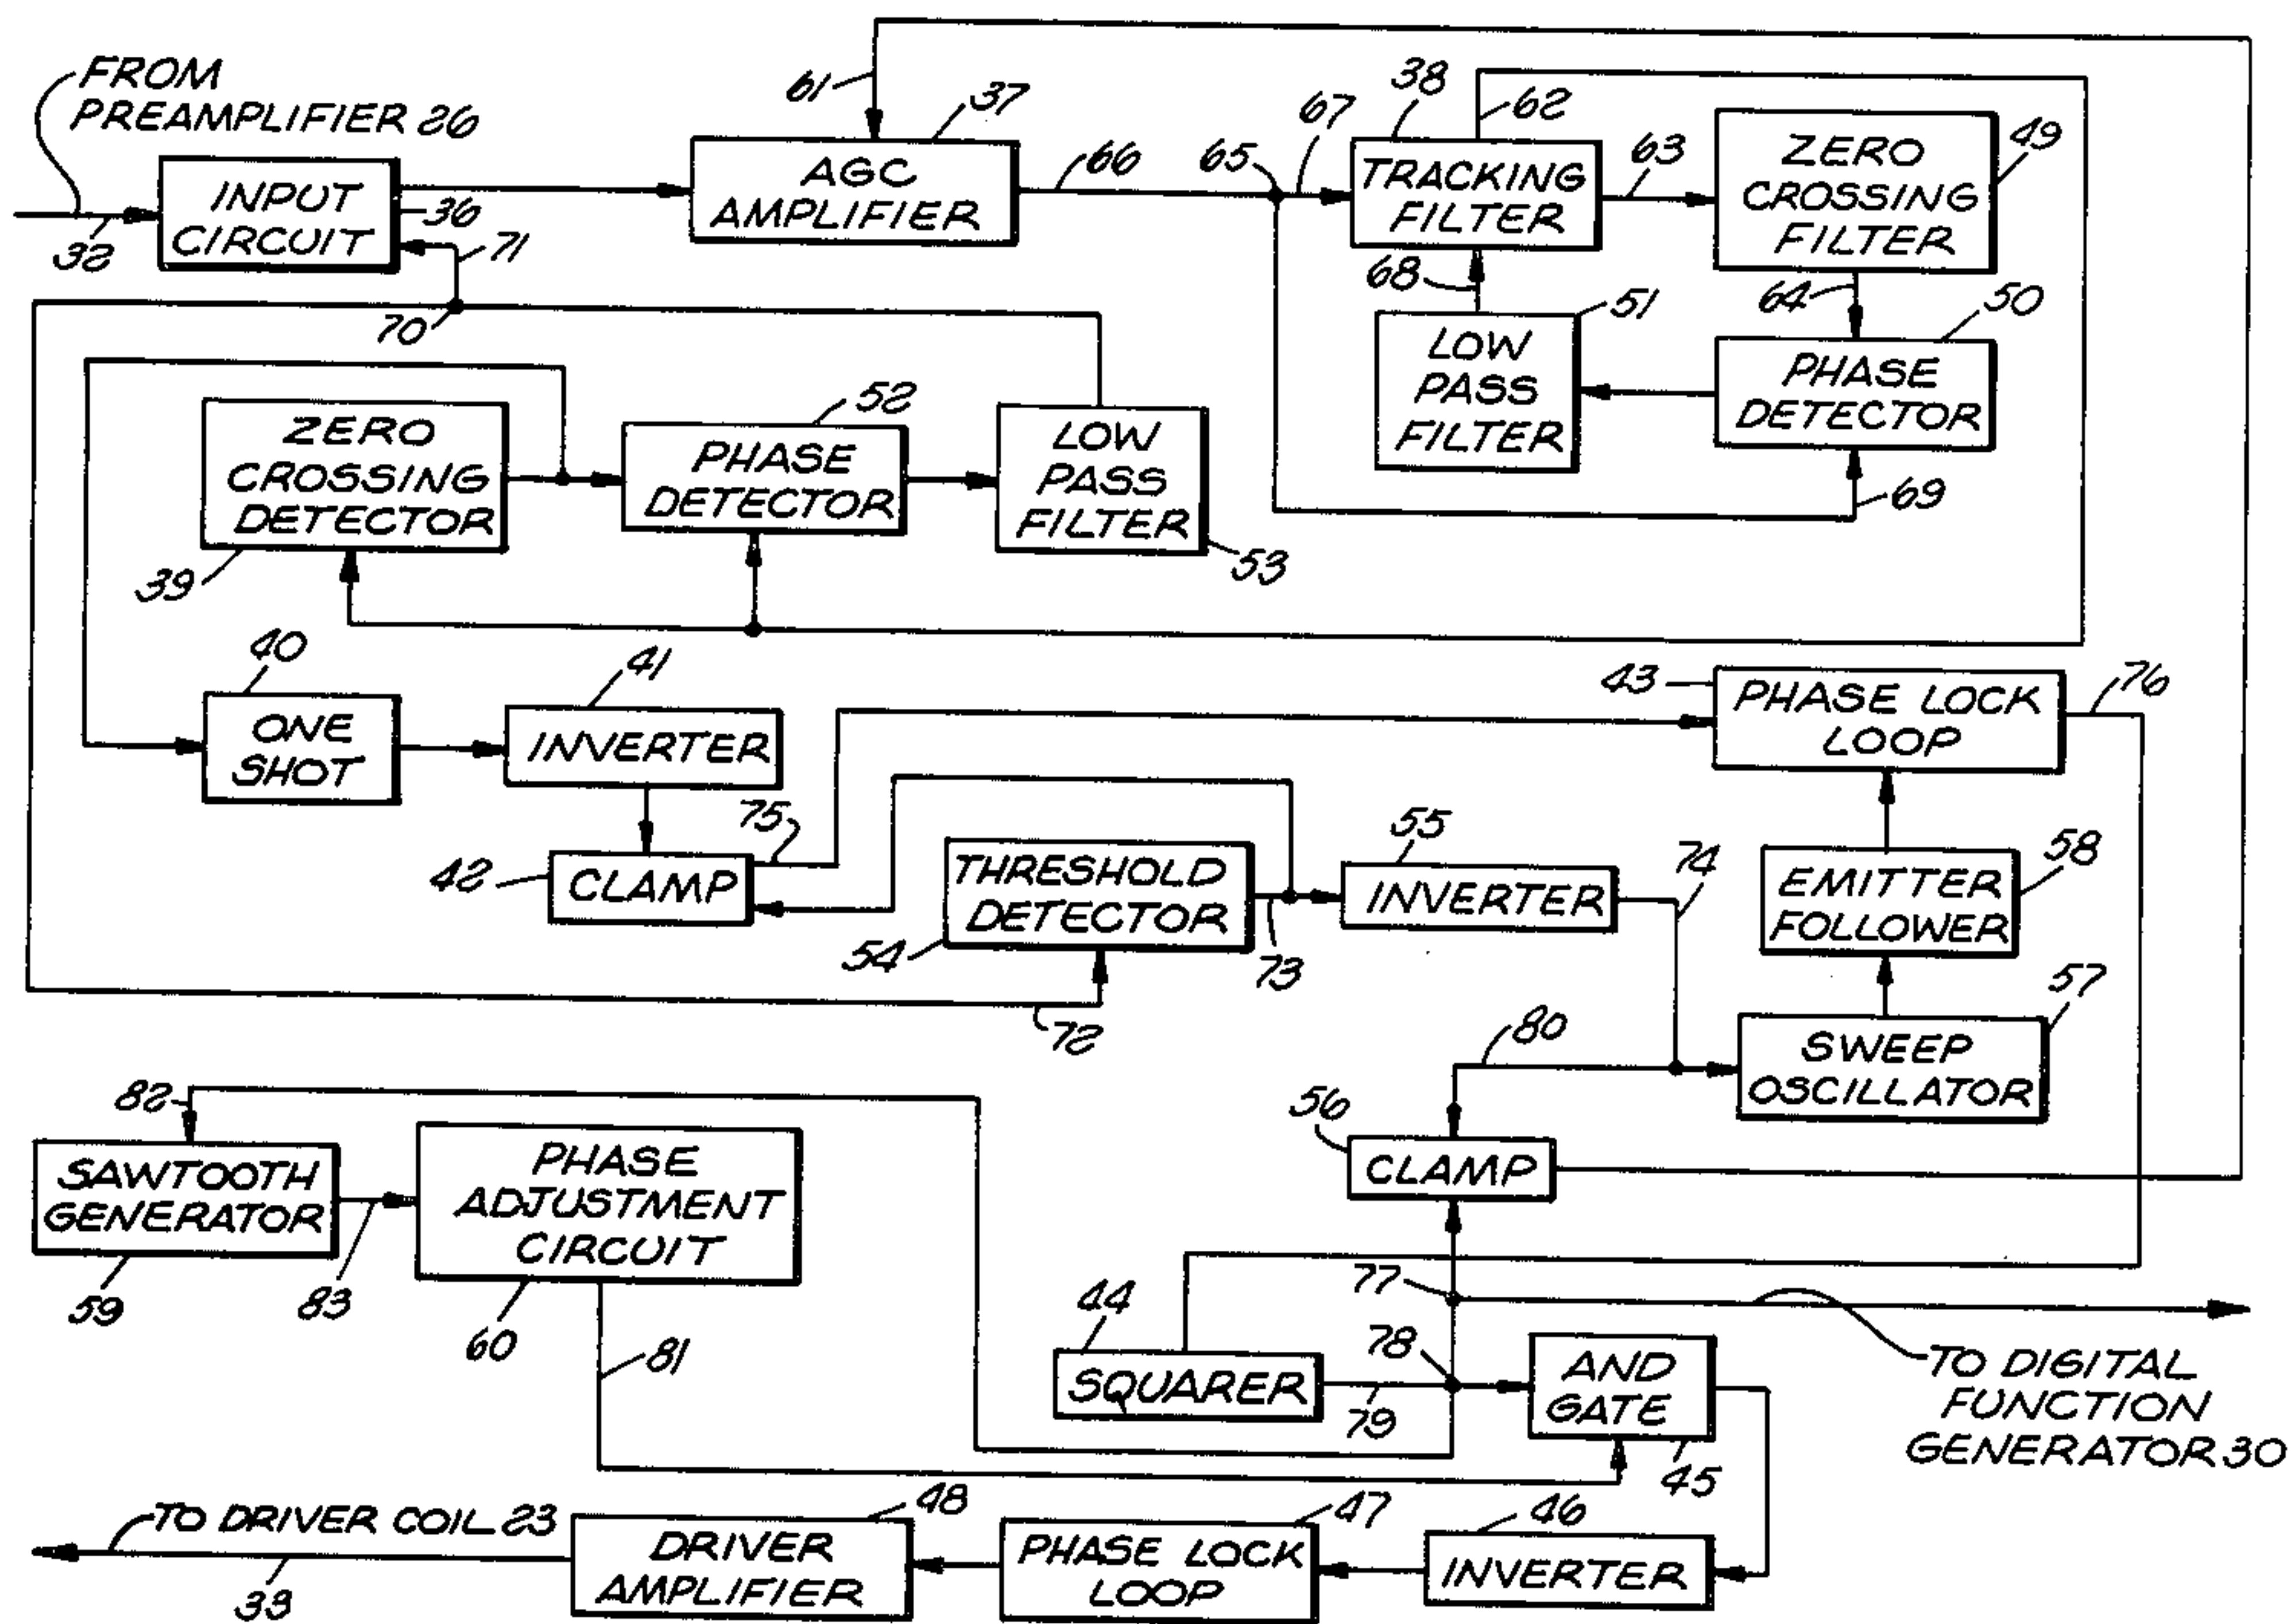 FROM
PREAMPLIFIER 26
32
INPUT
CIRCUIT
36
71
70
61
37
AGC
AMPLIFIER
66
65
67
38
62
TRACKING
FILTER
63
ZERO
CROSSING
FILTER
49
68
64
51
LOW
PASS
FILTER
50
PHASE
DETECTOR
69
ZERO
CROSSING
DETECTOR
39
52
PHASE
DETECTOR
LOW
PASS
FILTER
53
40
ONE
SHOT
41
INVERTER
43
PHASE LOCK
LOOP
76
42
CLAMP
75
THRESHOLD
DETECTOR
54
73
72
55
INVERTER
74
EMITTER
FOLLOWER
58
57
SWEEP
OSCILLATOR
80
56
CLAMP
82
SAWTOOTH
GENERATOR
59
83
PHASE
ADJUSTMENT
CIRCUIT
60
81
77
44
SQUARER
78
79
AND
GATE
45
TO DIGITAL
FUNCTION
GENERATOR 30
TO DRIVER COIL 23
33
48
DRIVER
AMPLIFIER
47
PHASE LOCK
LOOP
46
INVERTER